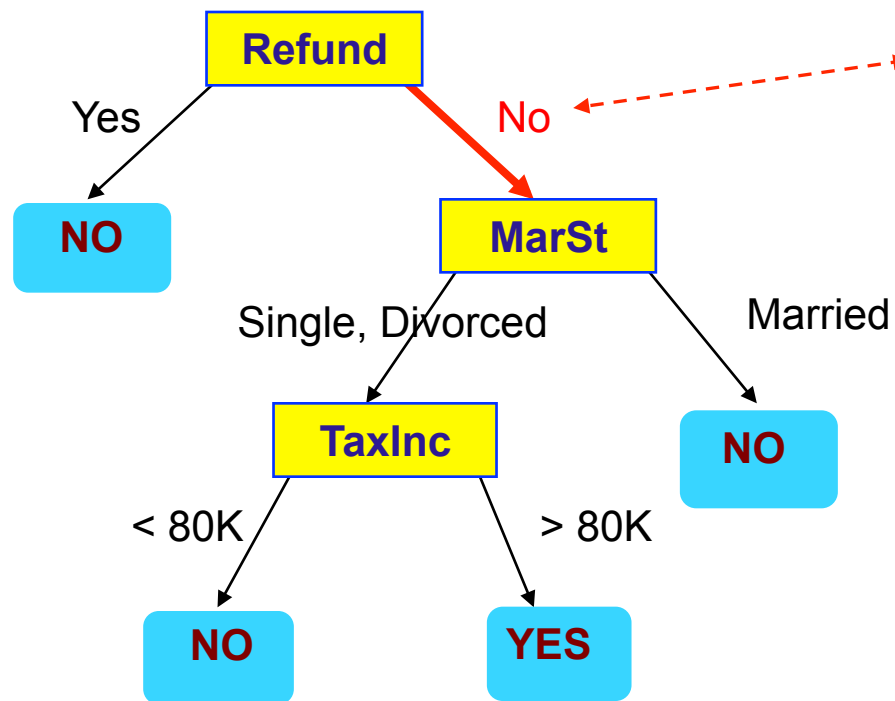 Refund
Yes
No
NO
MarSt
Single, Divorced
Married
TaxInc
NO
< 80K
> 80K
NO
YES